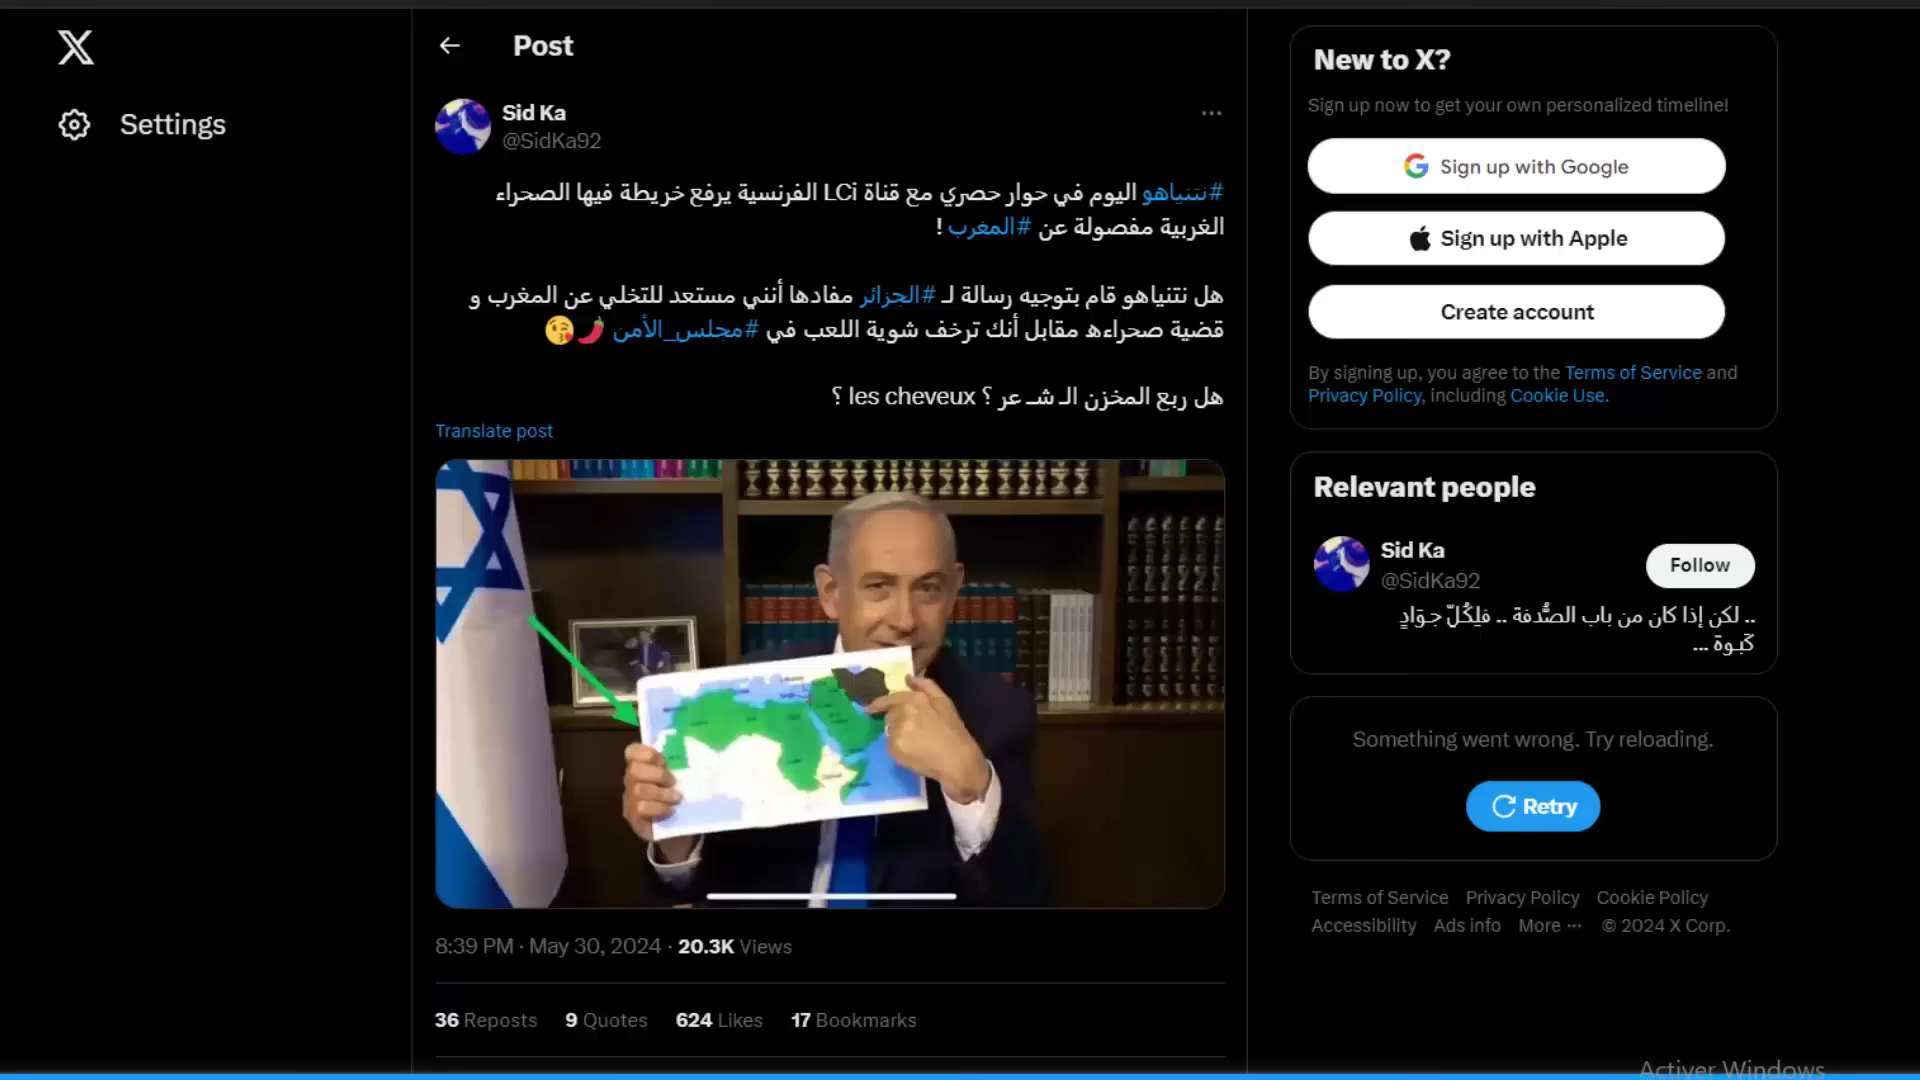 Post
Settings
Sid Ka
@SidKa92
#نتنياهو اليوم في حوار حصري مع قناة LCi الفرنسية يرفع خريطة فيها الصحراء
الغربية مفصولة عن #المغرب !
هل نتنياهو قام بتوجيه رسالة لـ #الجزائر مفادها أنني مستعد للتخلي عن المغرب و
قضية صحراءه مقابل أنك ترخف شوية اللعب في #مجلس_الأمن 🌶️😘
هل ربع المخزن الـ شـ عر ؟ les cheveux ؟
Translate post
8:39 PM · May 30, 2024 · 20.3K Views
36 Reposts 9 Quotes 624 Likes 17 Bookmarks
New to X?
Sign up now to get your own personalized timeline!
Sign up with Google
Sign up with Apple
Create account
By signing up, you agree to the Terms of Service and
Privacy Policy, including Cookie Use.
Relevant people
Sid Ka
@SidKa92
Follow
.. لكن إذا كان من باب الصُّدفة .. فلِكُلّ جـوَادٍ
كَبـوة ...
Something went wrong. Try reloading.
Retry
Terms of Service Privacy Policy Cookie Policy
Accessibility Ads info More ··· © 2024 X Corp.
Activer Windows